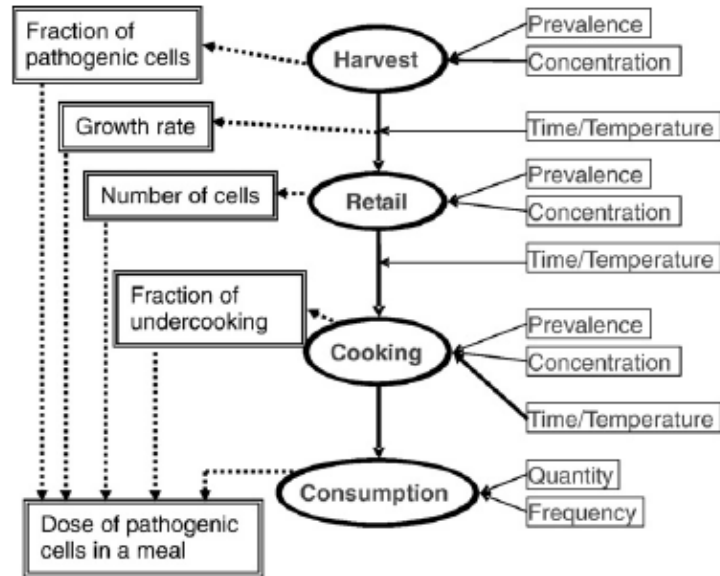 Fraction of
pathogenic cells
Harvest
Prevalence
Concentration
Growth rate
Time/Temperature
Number of cells
Retail
Prevalence
Concentration
Time/Temperature
Fraction of
undercooking
Cooking
Prevalence
Concentration
Time/Temperature
Consumption
Quantity
Frequency
Dose of pathogenic
cells in a meal